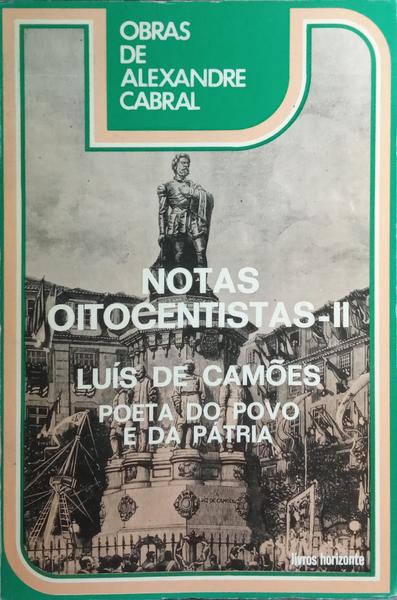 OBRAS
DE
ALEXANDRE
CABRAL
NOTAS
OITOCENTISTAS-II
LUÍS DE CAMÕES
POETA DO POVO
E DA PÁTRIA
livros horizonte